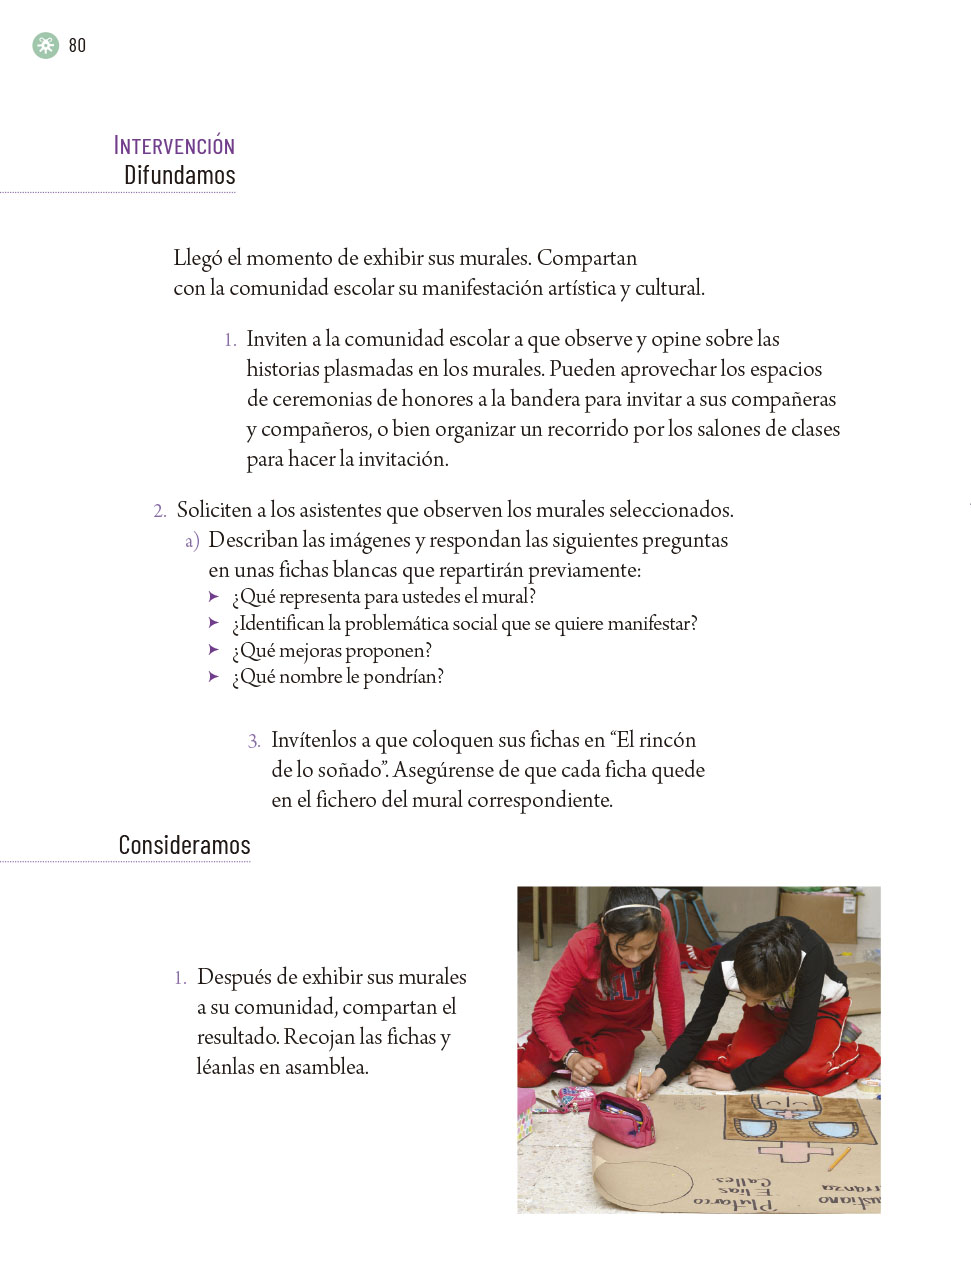 80
INTERVENCIÓN
Difundamos
Llegó el momento de exhibir sus murales. Compartan
con la comunidad escolar su manifestación artística y cultural.
1. Inviten a la comunidad escolar a que observe y opine sobre las
historias plasmadas en los murales. Pueden aprovechar los espacios
de ceremonias de honores a la bandera para invitar a sus compañeras
y compañeros, o bien organizar un recorrido por los salones de clases
para hacer la invitación.
2. Soliciten a los asistentes que observen los murales seleccionados.
a) Describan las imágenes y respondan las siguientes preguntas
en unas fichas blancas que repartirán previamente:
➤ ¿Qué representa para ustedes el mural?
➤ ¿Identifican la problemática social que se quiere manifestar?
➤ ¿Qué mejoras proponen?
➤ ¿Qué nombre le pondrían?
3. Invítenlos a que coloquen sus fichas en “El rincón
de lo soñado”. Asegúrense de que cada ficha quede
en el fichero del mural correspondiente.
Consideramos
1. Después de exhibir sus murales
a su comunidad, compartan el
resultado. Recojan las fichas y
léanlas en asamblea.
Plutarco
Elias
Calles